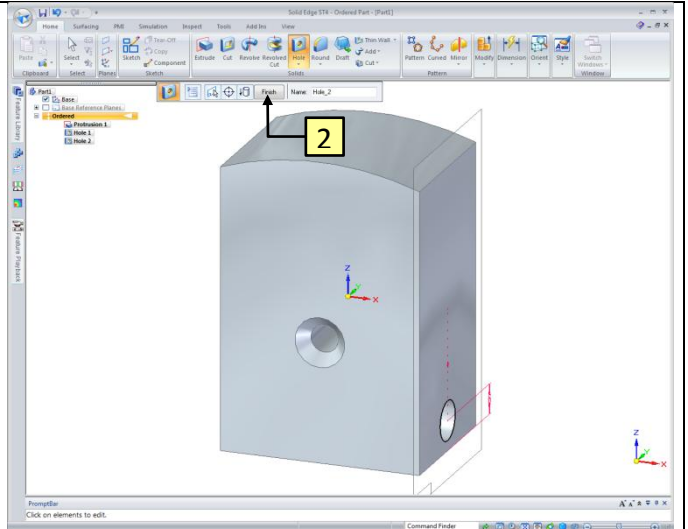 Solid Edge ST4 - Ordered Part - [Part1]
Home Surfacing PMI Simulation Inspect Tools Add Ins View
Paste Select Sketch Tear-Off Copy Component Extrude Cut Revolve Revolved Cut Hole Round Draft Thin Wall Add Cut Pattern Curved Mirror Modify Dimension Orient Style Switch Windows
Clipboard Select Planes Sketch Solids Pattern Window
Finish Name: Hole_2
Part1
Base
Base Reference Planes
Ordered
Protrusion 1
Hole 1
Hole 2
Feature Library
Feature Playback
2
Z
Y
X
Z
Y
X
PromptBar
Click on elements to edit.
Command Finder